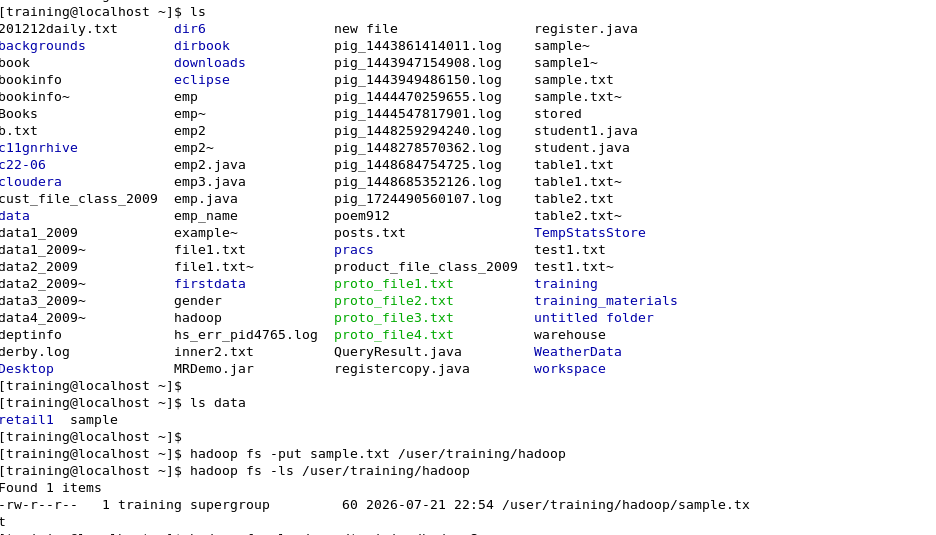 [training@localhost ~]$ ls
201212daily.txt dir6 new file register.java
backgrounds dirbook pig_1443861414011.log sample~
book downloads pig_1443947154908.log sample1~
bookinfo eclipse pig_1443949486150.log sample.txt
bookinfo~ emp pig_1444470259655.log sample.txt~
Books emp~ pig_1444547817901.log stored
b.txt emp2 pig_1448259294240.log student1.java
c11gnrhive emp2~ pig_1448278570362.log student.java
c22-06 emp2.java pig_1448684754725.log table1.txt
cloudera emp3.java pig_1448685352126.log table1.txt~
cust_file_class_2009 emp.java pig_1724490560107.log table2.txt
data emp_name poem912 table2.txt~
data1_2009 example~ posts.txt TempStatsStore
data1_2009~ file1.txt pracs test1.txt
data2_2009 file1.txt~ product_file_class_2009 test1.txt~
data2_2009~ firstdata proto_file1.txt training
data3_2009~ gender proto_file2.txt training_materials
data4_2009~ hadoop proto_file3.txt untitled folder
deptinfo hs_err_pid4765.log proto_file4.txt warehouse
derby.log inner2.txt QueryResult.java WeatherData
Desktop MRDemo.jar registercopy.java workspace
[training@localhost ~]$
[training@localhost ~]$ ls data
retail1 sample
[training@localhost ~]$
[training@localhost ~]$ hadoop fs -put sample.txt /user/training/hadoop
[training@localhost ~]$ hadoop fs -ls /user/training/hadoop
Found 1 items
-rw-r--r-- 1 training supergroup 60 2026-07-21 22:54 /user/training/hadoop/sample.tx
t